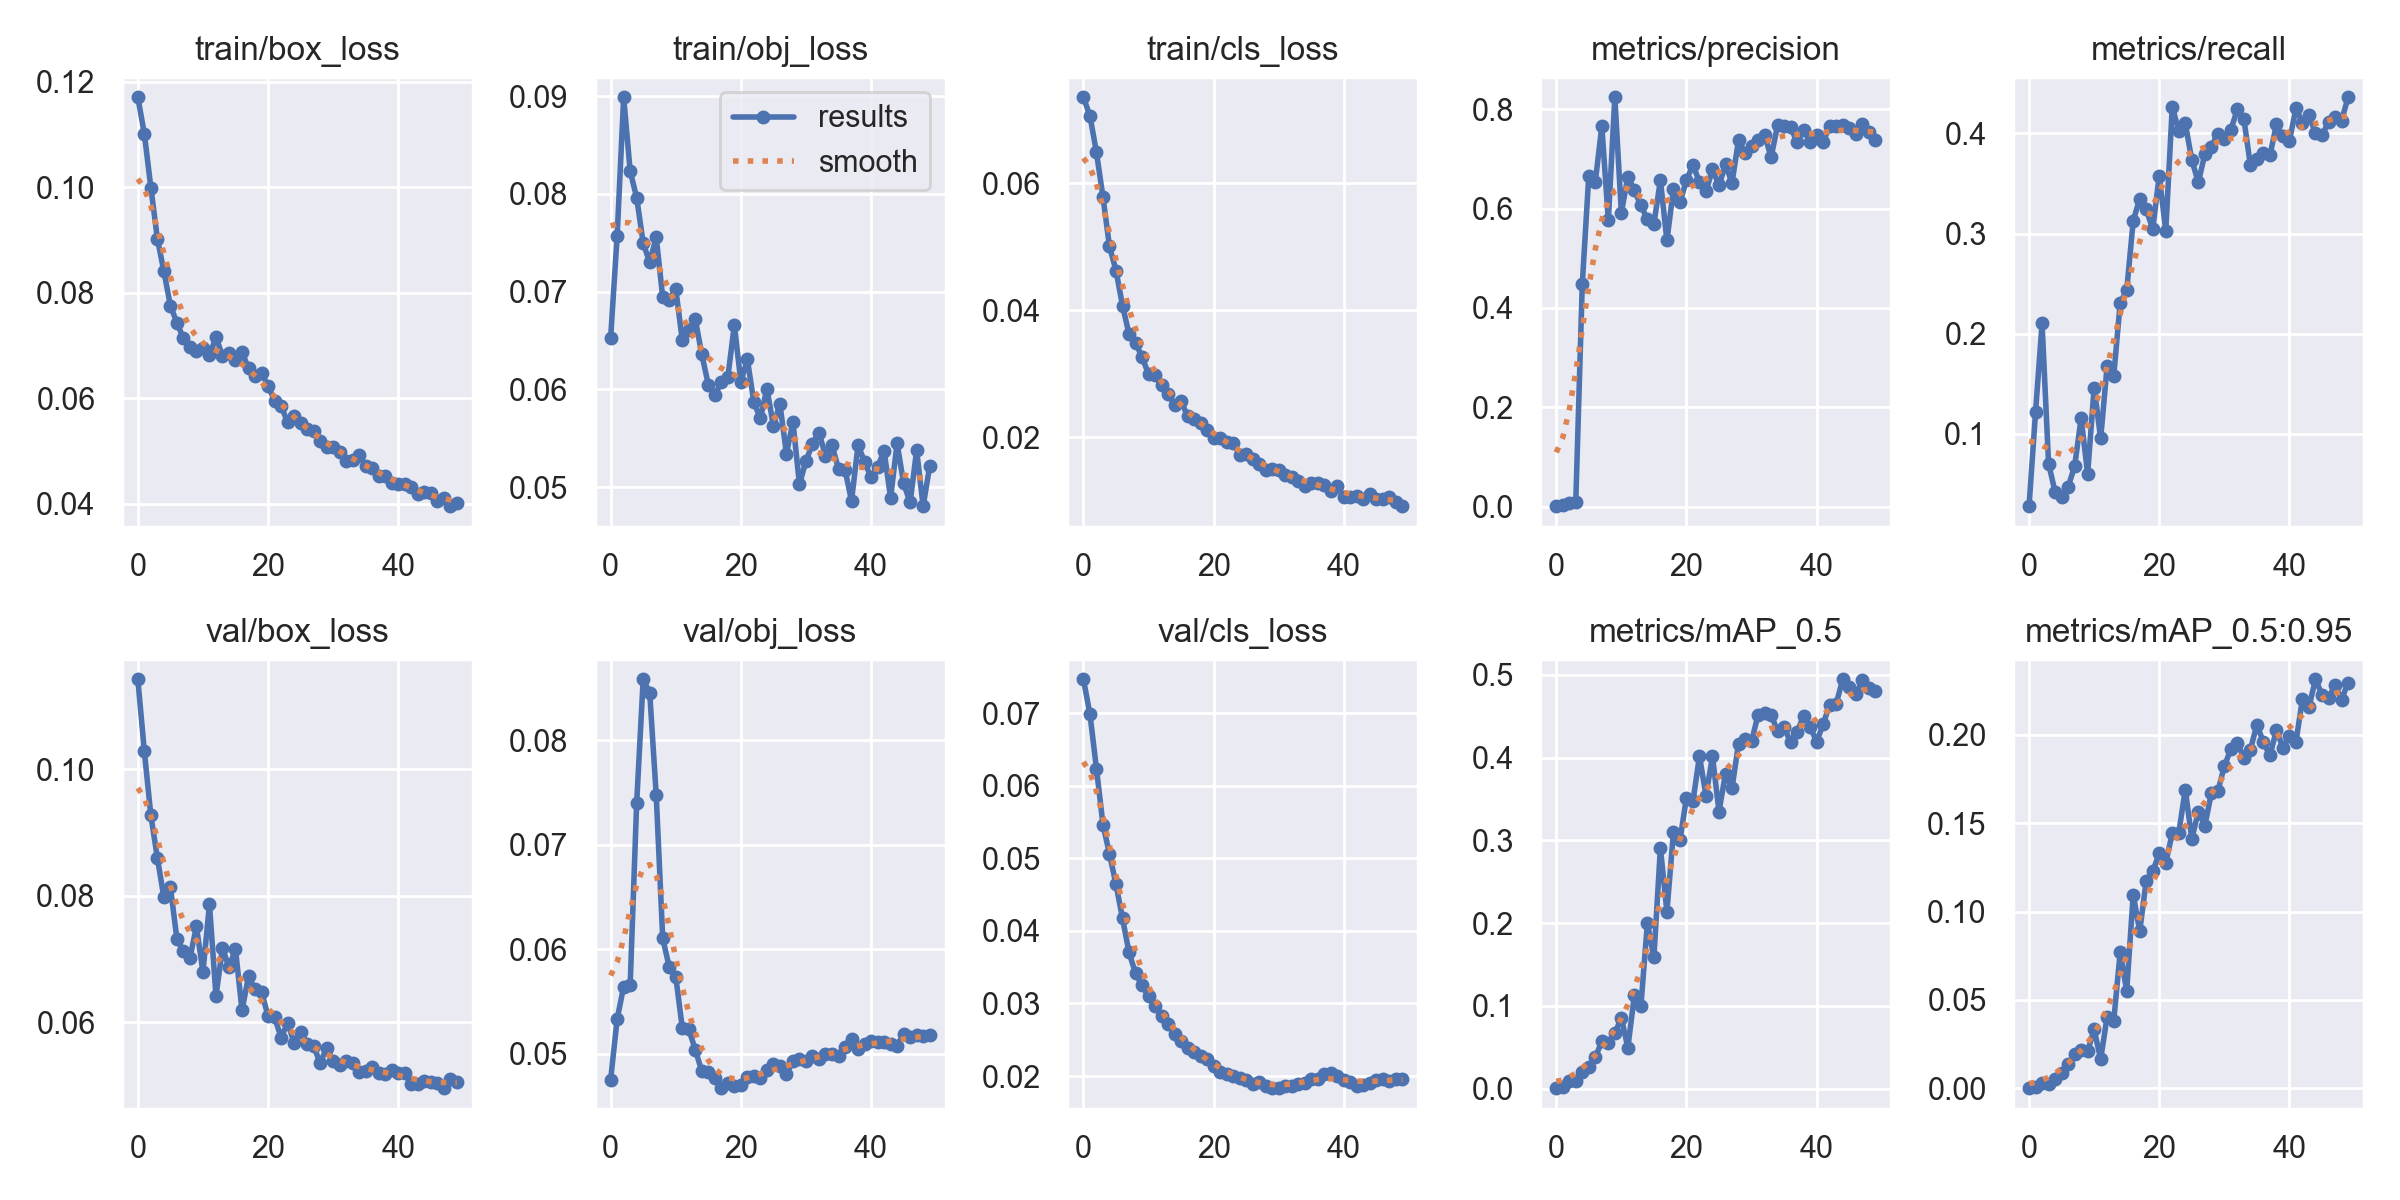 train/box_loss
0.12
0.10
0.08
0.06
0.04
0 20 40
train/obj_loss
results
smooth
0.09
0.08
0.07
0.06
0.05
0 20 40
train/cls_loss
0.06
0.04
0.02
0 20 40
metrics/precision
0.8
0.6
0.4
0.2
0.0
0 20 40
metrics/recall
0.4
0.3
0.2
0.1
0 20 40
val/box_loss
0.10
0.08
0.06
0 20 40
val/obj_loss
0.08
0.07
0.06
0.05
0 20 40
val/cls_loss
0.07
0.06
0.05
0.04
0.03
0.02
0 20 40
metrics/mAP_0.5
0.5
0.4
0.3
0.2
0.1
0.0
0 20 40
metrics/mAP_0.5:0.95
0.20
0.15
0.10
0.05
0.00
0 20 40